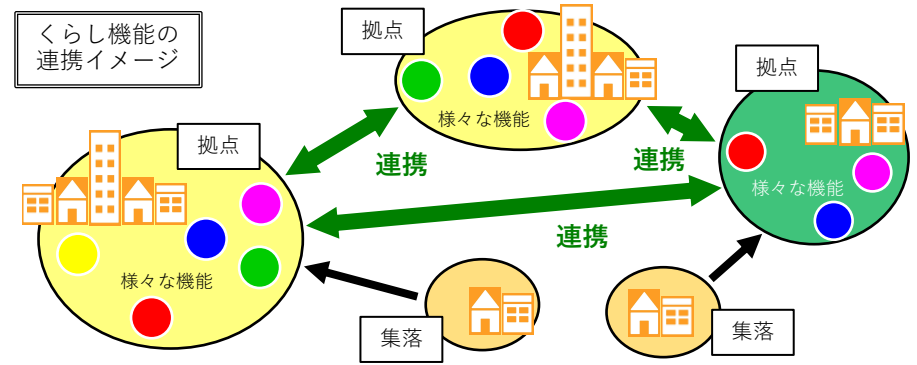 くらし機能の
連携イメージ
拠点
様々な機能
拠点
様々な機能
拠点
様々な機能
連携
連携
連携
集落
集落